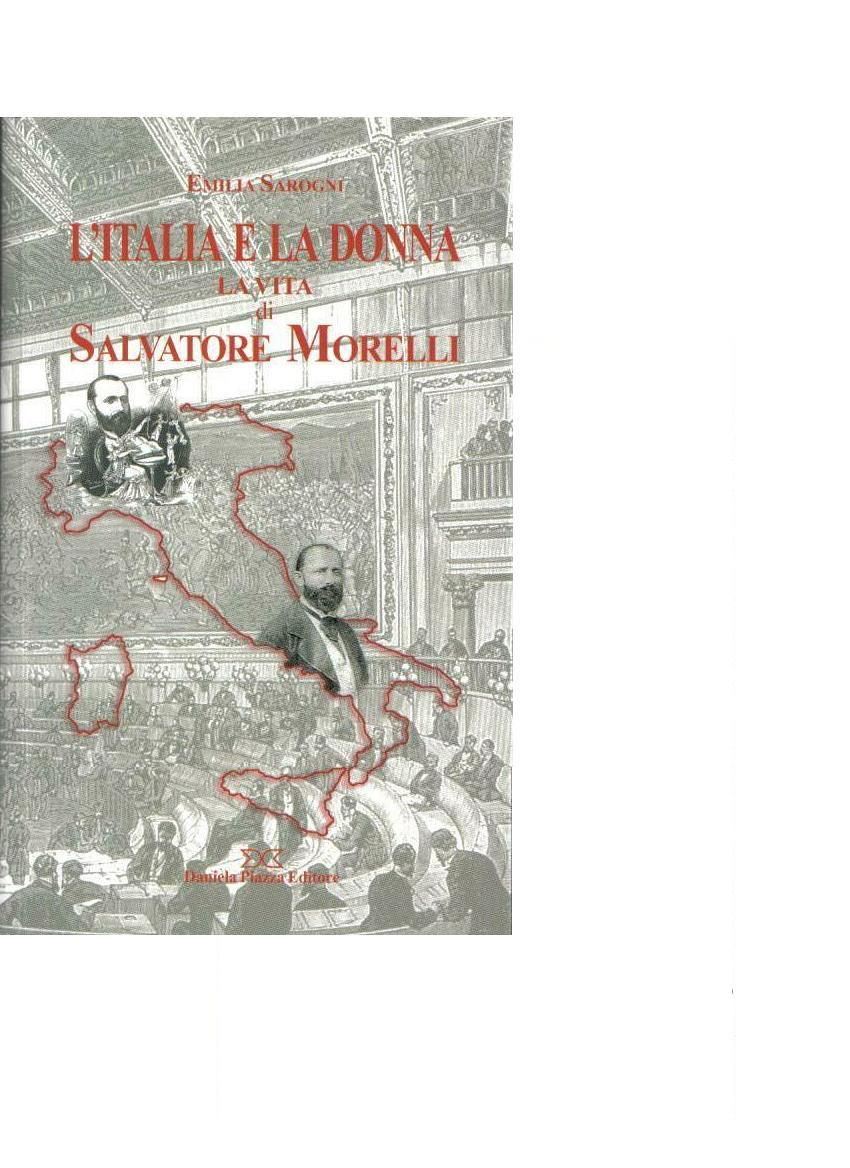 EMILIA SAROGNI
L'ITALIA E LA DONNA
LA VITA
di
SALVATORE MORELLI
Daniela Piazza Editore